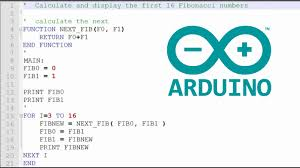 ' Calculate and display the first 16 Fibonacci numbers
' calculate the next
FUNCTION NEXT_FIB(F0, F1)
RETURN F0+F1
END FUNCTION
'
MAIN:
FIB0 = 0
FIB1 = 1
PRINT FIB0
PRINT FIB1
'
FOR I=3 TO 16
FIBNEW = NEXT_FIB( FIB0, FIB1 )
FIB0 = FIB1
FIB1 = FIBNEW
PRINT FIBNEW
NEXT I
END
ARDUINO